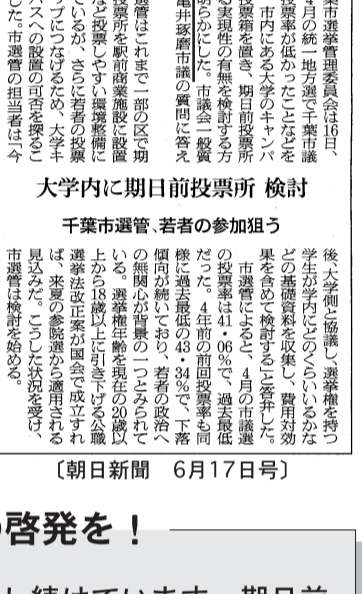 葉市選挙管理委員会は16日、
4月の統一地方選で千葉市議
投票率が低かったことなどを
、市内にある大学のキャンパ
投票箱を置き、期日前投票所
る実現性の有無を検討する方
明らかにした。市議会一般質
亀井琢磨市議の質問に答え
選管はこれまで一部の区で期
投票所を駅前商業施設に設置
など投票しやすい環境整備に
ているが、さらに若者の投票
ップにつなげるため、大学キ
パスへの設置の可否を探るこ
した。市選管の担当者は「今
大学内に期日前投票所 検討
千葉市選管、若者の参加狙う
後、大学側と協議し、選挙権を持つ
学生が学内にどのくらいいるかな
どの基礎資料を収集し、費用対効
果を含めて検討する」と答弁した。
市選管によると、4月の市議選
の投票率は41・06%で、過去最低
だった。4年前の前回投票率も同
様に過去最低の43・34%で、下落
傾向が続いており、若者の政治へ
の無関心が背景の一つとみられて
いる。選挙権年齢を現在の20歳以
上から18歳以上に引き下げる公職
選挙法改正案が国会で成立すれ
ば、来夏の参院選から適用される
見込みだ。こうした状況を受け、
市選管は検討を始める。
〔朝日新聞 6月17日号〕
の啓発を！
し続けています。期日前